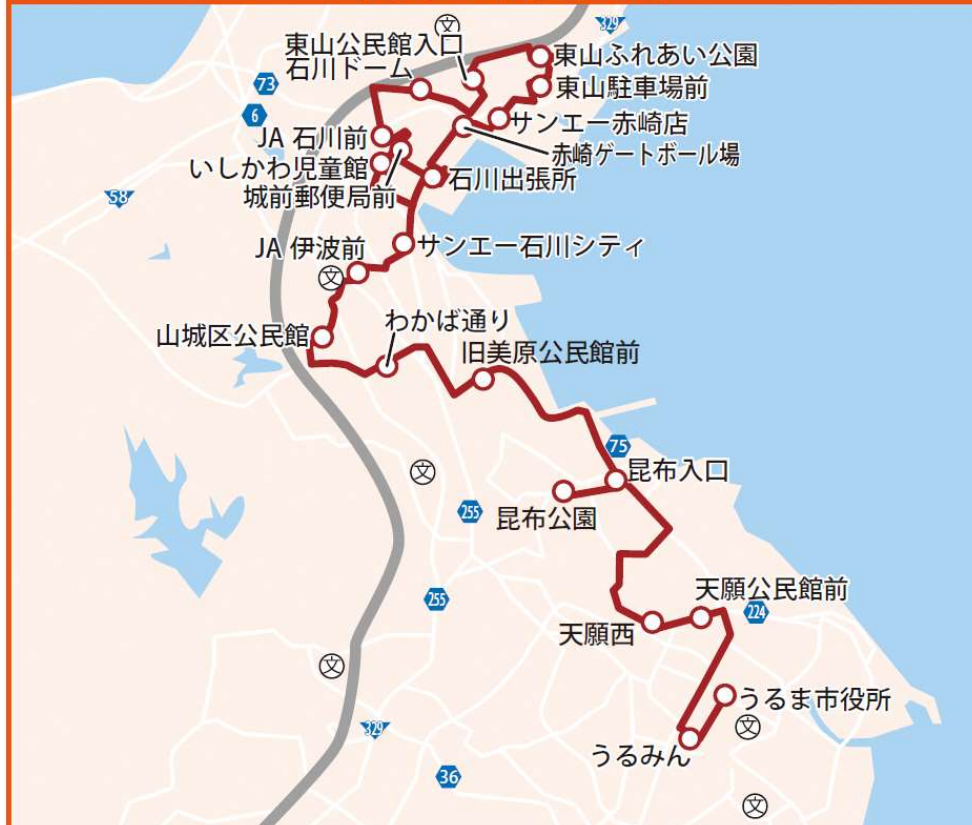 文
329
東山公民館入口
東山ふれあい公園
石川ドーム
73
東山駐車場前
6
サンエー赤崎店
JA 石川前
赤崎ゲートボール場
いしかわ児童館
石川出張所
58
城前郵便局前
JA 伊波前
サンエー石川シティ
文
わかば通り
山城区公民館
旧美原公民館前
75
文
昆布入口
255
昆布公園
天願公民館前
255
224
天願西
文
うるま市役所
329
文
うるみん
36
文